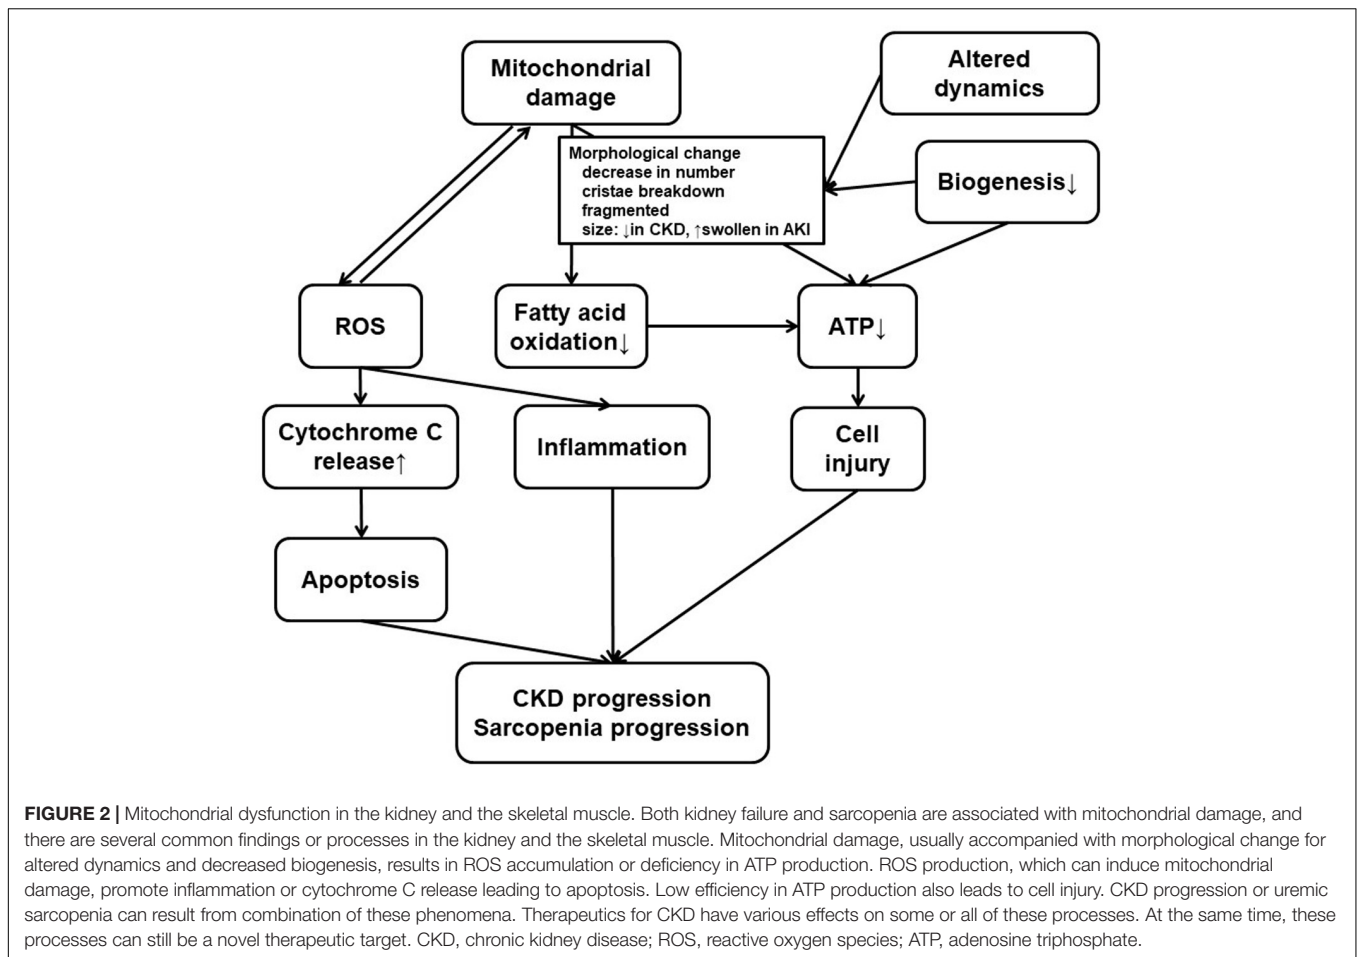 Mitochondrial
damage
Altered
dynamics
Morphological change
decrease in number
cristae breakdown
fragmented
size: ↓in CKD, ↑swollen in AKI
Biogenesis↓
ROS
Fatty acid
oxidation↓
ATP↓
Cytochrome C
release↑
Inflammation
Cell
injury
Apoptosis
CKD progression
Sarcopenia progression
FIGURE 2 | Mitochondrial dysfunction in the kidney and the skeletal muscle. Both kidney failure and sarcopenia are associated with mitochondrial damage, and
there are several common findings or processes in the kidney and the skeletal muscle. Mitochondrial damage, usually accompanied with morphological change for
altered dynamics and decreased biogenesis, results in ROS accumulation or deficiency in ATP production. ROS production, which can induce mitochondrial
damage, promote inflammation or cytochrome C release leading to apoptosis. Low efficiency in ATP production also leads to cell injury. CKD progression or uremic
sarcopenia can result from combination of these phenomena. Therapeutics for CKD have various effects on some or all of these processes. At the same time, these
processes can still be a novel therapeutic target. CKD, chronic kidney disease; ROS, reactive oxygen species; ATP, adenosine triphosphate.